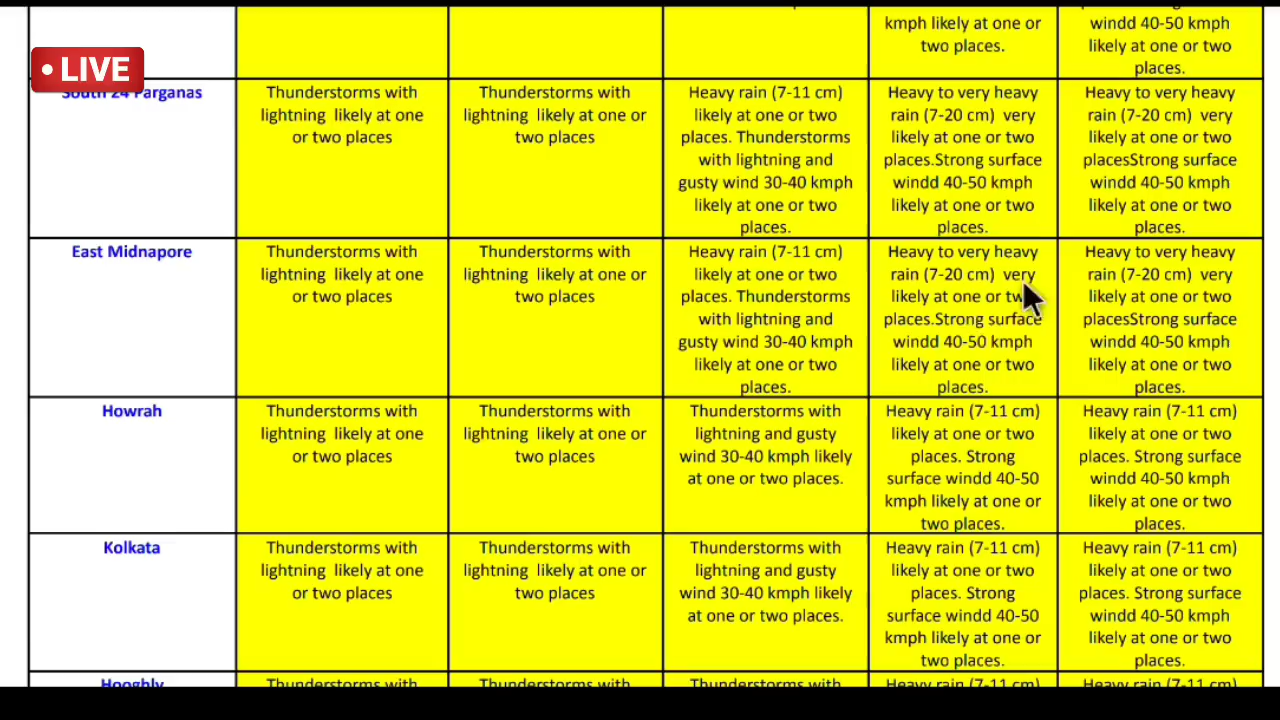 kmph likely at one or
two places.
windd 40-50 kmph
likely at one or two
places.
• LIVE
South 24 Parganas
Thunderstorms with
lightning likely at one
or two places
Thunderstorms with
lightning likely at one or
two places
Heavy rain (7-11 cm)
likely at one or two
places. Thunderstorms
with lightning and
gusty wind 30-40 kmph
likely at one or two
places.
Heavy to very heavy
rain (7-20 cm) very
likely at one or two
places.Strong surface
windd 40-50 kmph
likely at one or two
places.
Heavy to very heavy
rain (7-20 cm) very
likely at one or two
placesStrong surface
windd 40-50 kmph
likely at one or two
places.
East Midnapore
Thunderstorms with
lightning likely at one
or two places
Thunderstorms with
lightning likely at one or
two places
Heavy rain (7-11 cm)
likely at one or two
places. Thunderstorms
with lightning and
gusty wind 30-40 kmph
likely at one or two
places.
Heavy to very heavy
rain (7-20 cm) very
likely at one or two
places.Strong surface
windd 40-50 kmph
likely at one or two
places.
Heavy to very heavy
rain (7-20 cm) very
likely at one or two
placesStrong surface
windd 40-50 kmph
likely at one or two
places.
Howrah
Thunderstorms with
lightning likely at one
or two places
Thunderstorms with
lightning likely at one or
two places
Thunderstorms with
lightning and gusty
wind 30-40 kmph likely
at one or two places.
Heavy rain (7-11 cm)
likely at one or two
places. Strong
surface windd 40-50
kmph likely at one or
two places.
Heavy rain (7-11 cm)
likely at one or two
places. Strong surface
windd 40-50 kmph
likely at one or two
places.
Kolkata
Thunderstorms with
lightning likely at one
or two places
Thunderstorms with
lightning likely at one or
two places
Thunderstorms with
lightning and gusty
wind 30-40 kmph likely
at one or two places.
Heavy rain (7-11 cm)
likely at one or two
places. Strong
surface windd 40-50
kmph likely at one or
two places.
Heavy rain (7-11 cm)
likely at one or two
places. Strong surface
windd 40-50 kmph
likely at one or two
places.
Hooghly
Thunderstorms with
Thunderstorms with
Thunderstorms with
Heavy rain (7-11 cm)
Heavy rain (7-11 cm)